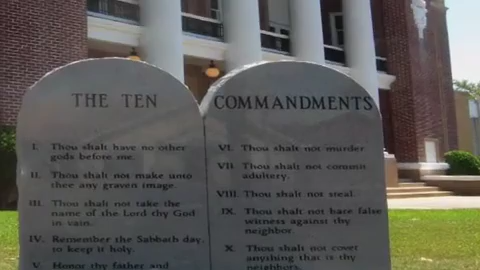 THE TEN COMMANDMENTS
I. Thou shalt have no other
gods before me.
II. Thou shalt not make unto
thee any graven image.
III. Thou shalt not take the
name of the Lord thy God
in vain.
IV. Remember the Sabbath day,
to keep it holy.
V. Honor thy father and
VI. Thou shalt not murder
VII. Thou shalt not commit
adultery.
VIII. Thou shalt not steal.
IX. Thou shalt not bare false
witness against thy
neighbor.
X. Thou shalt not covet
anything that is thy
neighbors.